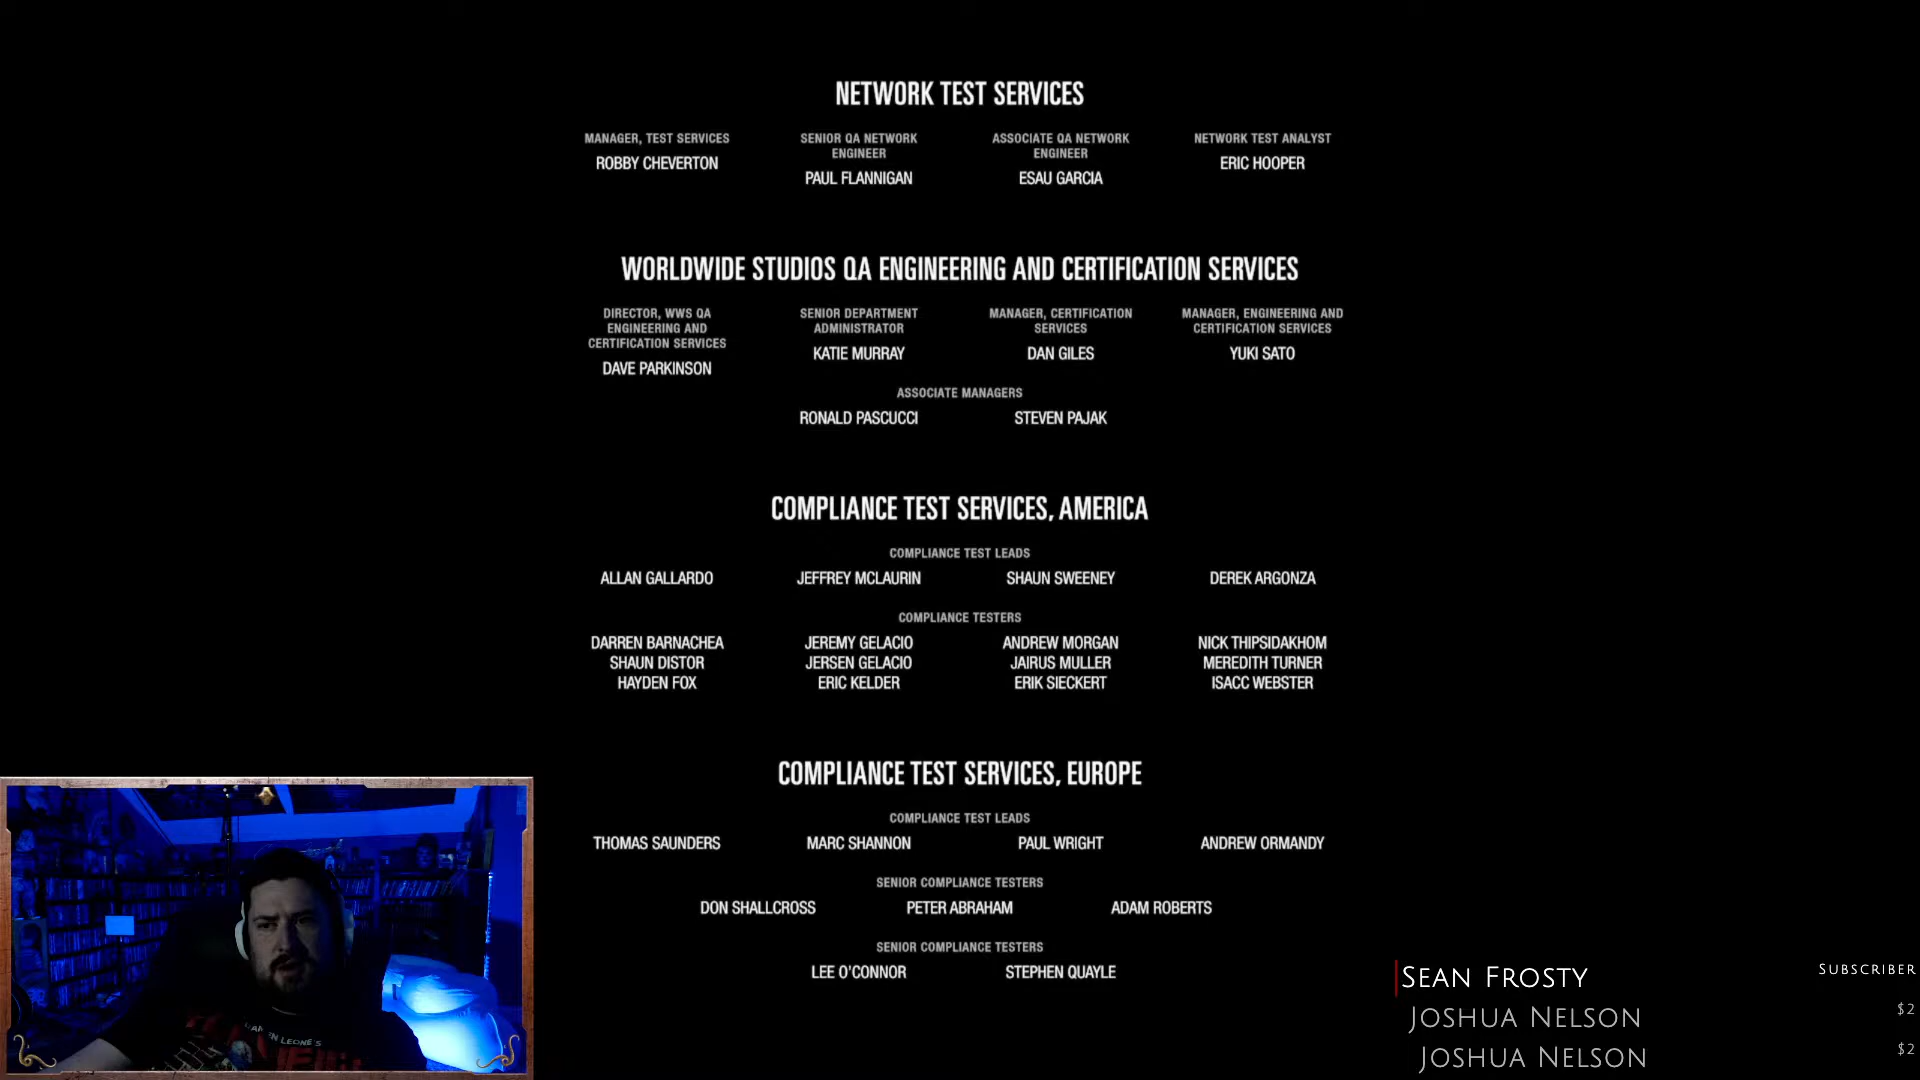 NETWORK TEST SERVICES
MANAGER, TEST SERVICES
ROBBY CHEVERTON
SENIOR QA NETWORK
ENGINEER
PAUL FLANNIGAN
ASSOCIATE QA NETWORK
ENGINEER
ESAU GARCIA
NETWORK TEST ANALYST
ERIC HOOPER
WORLDWIDE STUDIOS QA ENGINEERING AND CERTIFICATION SERVICES
DIRECTOR, WWS QA
ENGINEERING AND
CERTIFICATION SERVICES
DAVE PARKINSON
SENIOR DEPARTMENT
ADMINISTRATOR
KATIE MURRAY
MANAGER, CERTIFICATION
SERVICES
DAN GILES
MANAGER, ENGINEERING AND
CERTIFICATION SERVICES
YUKI SATO
ASSOCIATE MANAGERS
RONALD PASCUCCI STEVEN PAJAK
COMPLIANCE TEST SERVICES, AMERICA
COMPLIANCE TEST LEADS
ALLAN GALLARDO JEFFREY MCLAURIN SHAUN SWEENEY DEREK ARGONZA
COMPLIANCE TESTERS
DARREN BARNACHEA JEREMY GELACIO ANDREW MORGAN NICK THIPSIDAKHOM
SHAUN DISTOR JERSEN GELACIO JAIRUS MULLER MEREDITH TURNER
HAYDEN FOX ERIC KELDER ERIK SIECKERT ISACC WEBSTER
COMPLIANCE TEST SERVICES, EUROPE
COMPLIANCE TEST LEADS
THOMAS SAUNDERS MARC SHANNON PAUL WRIGHT ANDREW ORMANDY
SENIOR COMPLIANCE TESTERS
DON SHALLCROSS PETER ABRAHAM ADAM ROBERTS
SENIOR COMPLIANCE TESTERS
LEE O'CONNOR STEPHEN QUAYLE
SEAN FROSTY SUBSCRIBER
JOSHUA NELSON $2
JOSHUA NELSON $2
LEONE'S